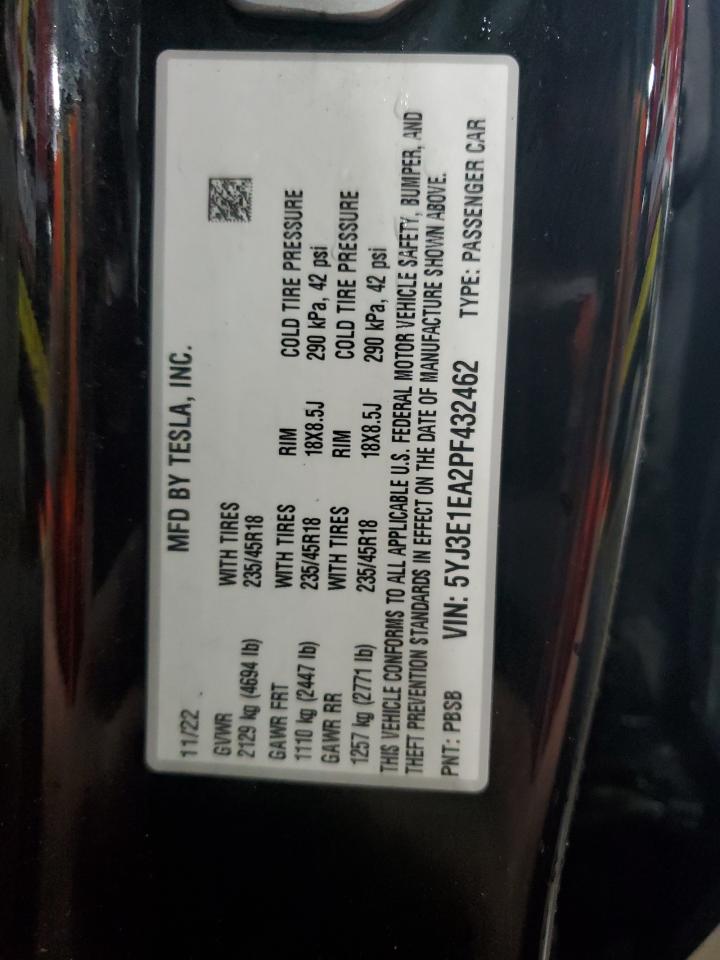 MFD BY TESLA, INC.
11/22
GVWR WITH TIRES
2129 kg (4694 lb) 235/45R18
GAWR FRT WITH TIRES RIM COLD TIRE PRESSURE
1110 kg (2447 lb) 235/45R18 18X8.5J 290 kPa, 42 psi
GAWR RR WITH TIRES RIM COLD TIRE PRESSURE
1257 kg (2771 lb) 235/45R18 18X8.5J 290 kPa, 42 psi
THIS VEHICLE CONFORMS TO ALL APPLICABLE U.S. FEDERAL MOTOR VEHICLE SAFETY, BUMPER, AND
THEFT PREVENTION STANDARDS IN EFFECT ON THE DATE OF MANUFACTURE SHOWN ABOVE.
PNT: PBSB VIN: 5YJ3E1EA2PF432462 TYPE: PASSENGER CAR